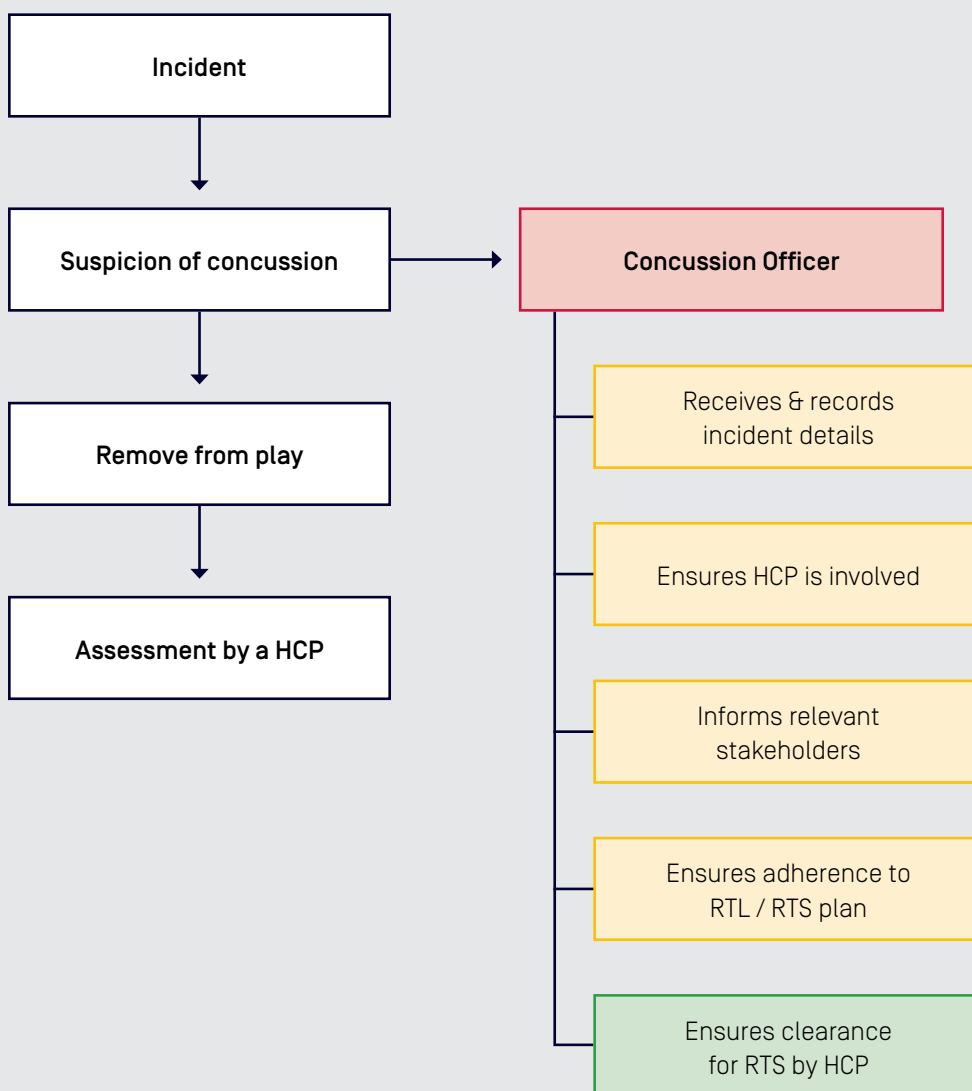 Incident
Suspicion of concussion
Concussion Officer
Remove from play
Assessment by a HCP
Receives & records
incident details
Ensures HCP is involved
Informs relevant
stakeholders
Ensures adherence to
RTL / RTS plan
Ensures clearance
for RTS by HCP